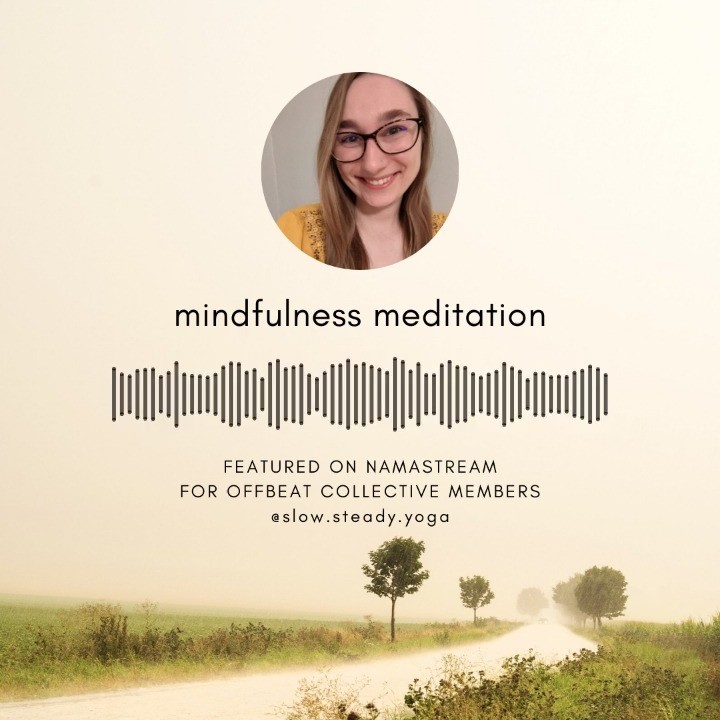 mindfulness meditation
FEATURED ON NAMASTREAM
FOR OFFBEAT COLLECTIVE MEMBERS
@slow.steady.yoga